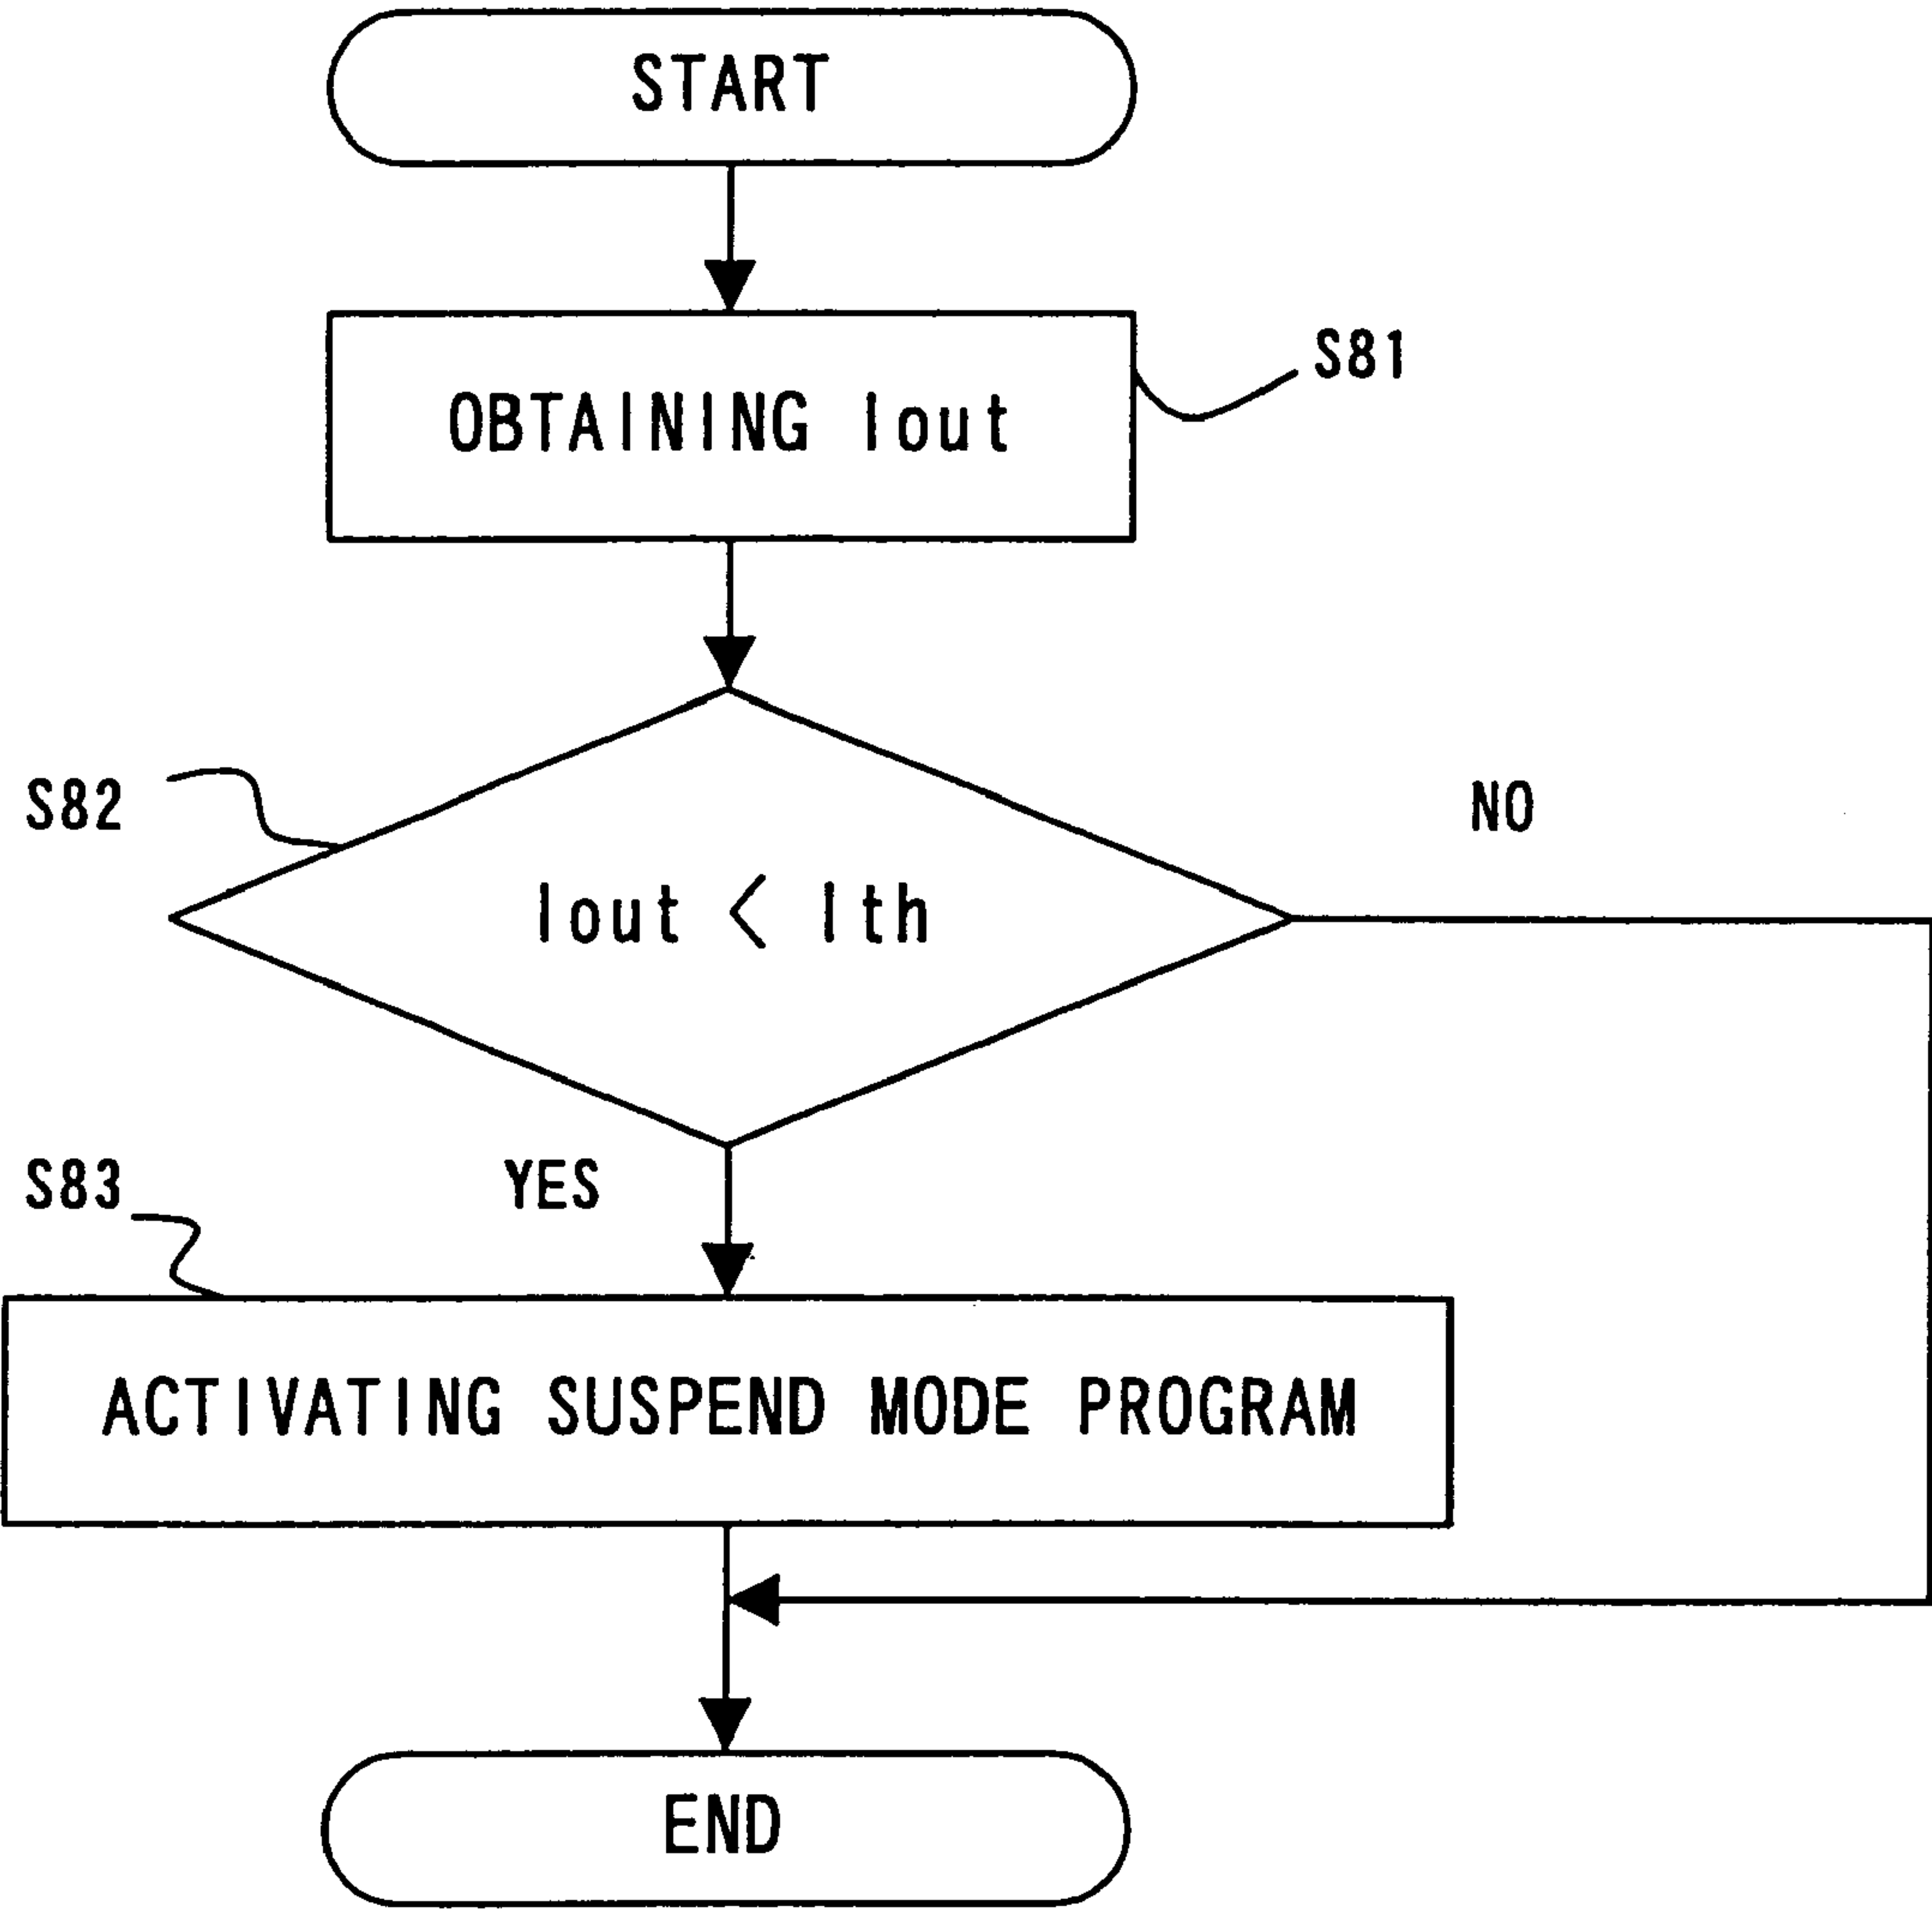 START
OBTAINING Iout
S81
S82
NO
Iout < Ith
S83
YES
ACTIVATING SUSPEND MODE PROGRAM
END